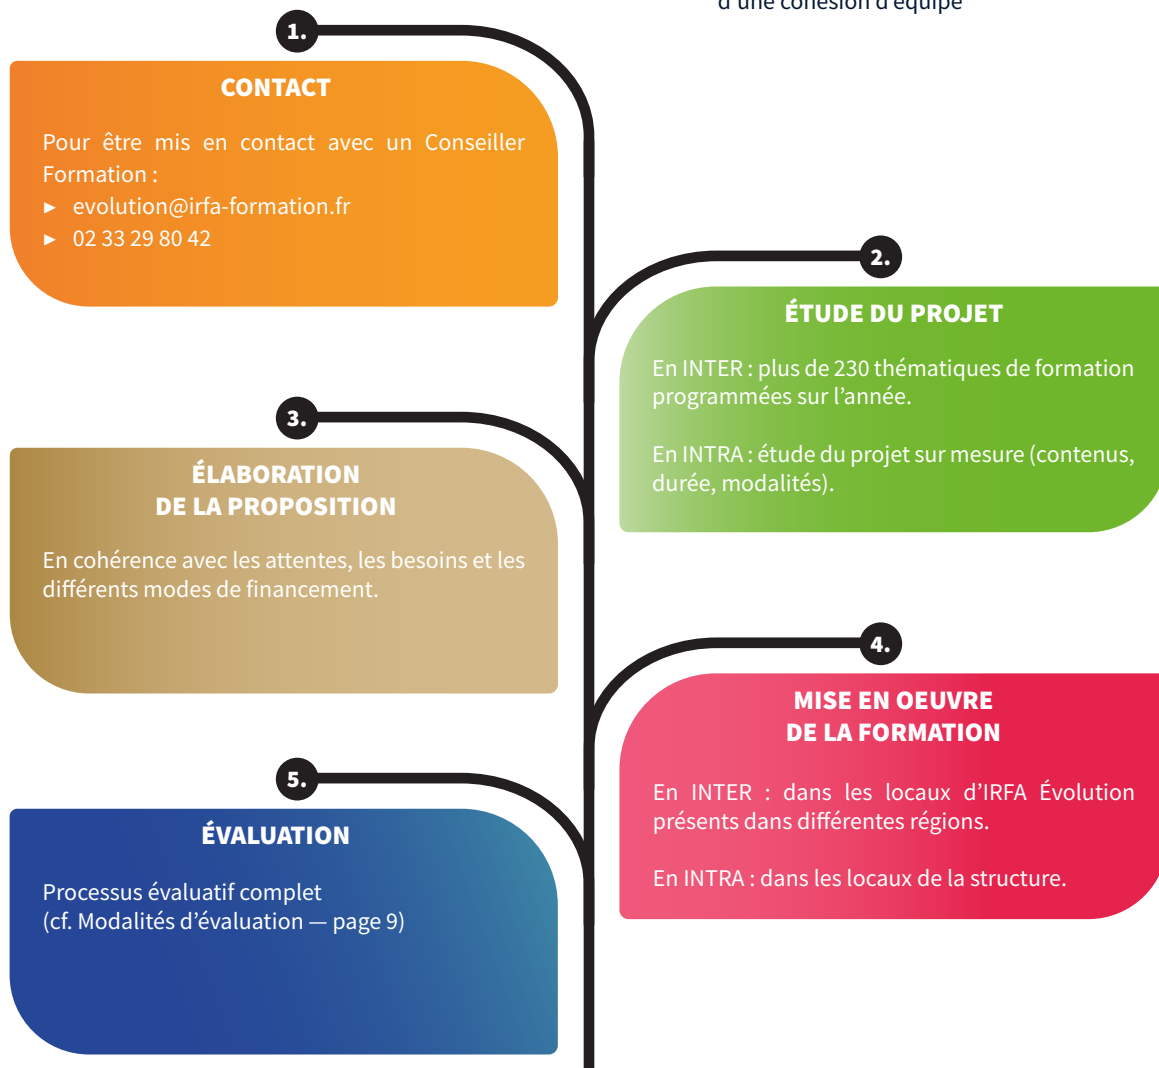 d'une cohésion d'équipe
1.
CONTACT
Pour être mis en contact avec un Conseiller
Formation :
► evolution@irfa-formation.fr
► 02 33 29 80 42
2.
ÉTUDE DU PROJET
En INTER : plus de 230 thématiques de formation
programmées sur l’année.
En INTRA : étude du projet sur mesure (contenus,
durée, modalités).
3.
ÉLABORATION
DE LA PROPOSITION
En cohérence avec les attentes, les besoins et les
différents modes de financement.
4.
MISE EN OEUVRE
DE LA FORMATION
En INTER : dans les locaux d’IRFA Évolution
présents dans différentes régions.
En INTRA : dans les locaux de la structure.
5.
ÉVALUATION
Processus évaluatif complet
(cf. Modalités d’évaluation — page 9)